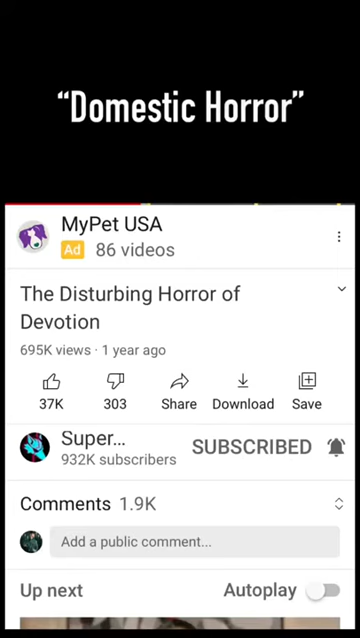 “Domestic Horror”
MyPet USA
Ad 86 videos
The Disturbing Horror of
Devotion
695K views · 1 year ago
37K 303 Share Download Save
Super...
SUBSCRIBED
932K subscribers
Comments 1.9K
Add a public comment...
Up next Autoplay